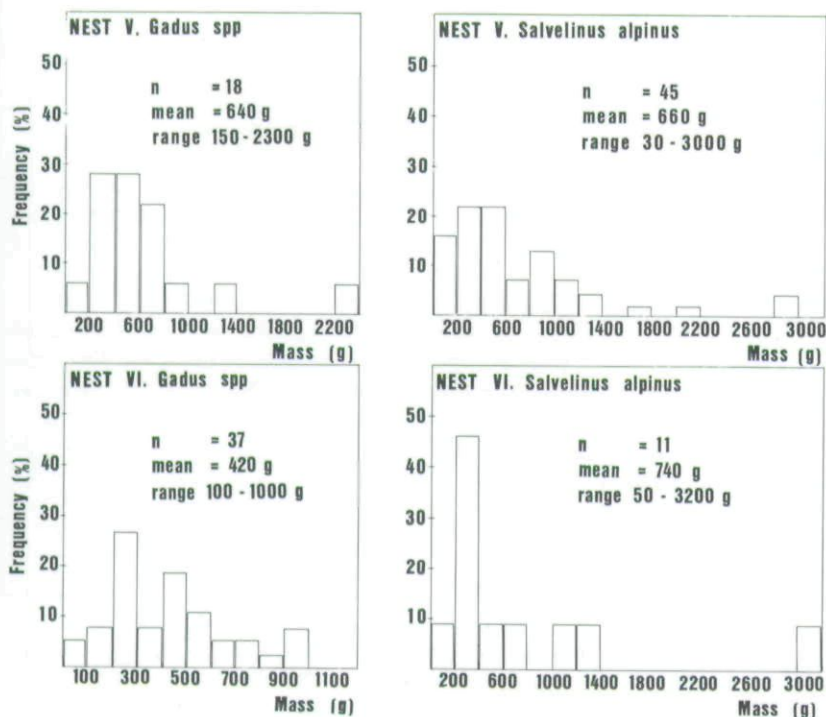 NEST V. Gadus spp
n = 18
mean = 640 g
range 150-2300 g
Frequency (%)
50
40
30
20
10
200 600 1000 1400 1800 2200
Mass (g)
NEST V. Salvelinus alpinus
n = 45
mean = 660 g
range 30 - 3000 g
50
40
30
20
10
200 600 1000 1400 1800 2200 2600 3000
Mass (g)
NEST VI. Gadus spp
n = 37
mean = 420 g
range 100 - 1000 g
Frequency (%)
50
40
30
20
10
100 300 500 700 900 1100
Mass (g)
NEST VI. Salvelinus alpinus
n = 11
mean = 740 g
range 50 - 3200 g
50
40
30
20
10
200 600 1000 1400 1800 2200 2600 3000
Mass (g)